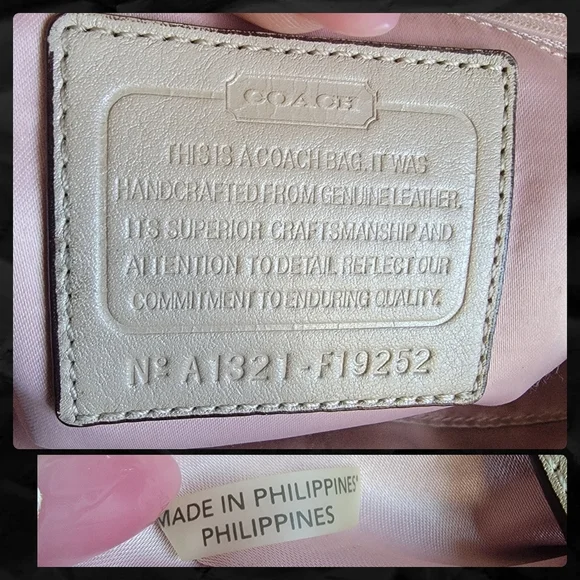 COACH
THIS IS A COACH BAG. IT WAS
HANDCRAFTED FROM GENUINE LEATHER.
ITS SUPERIOR CRAFTSMANSHIP AND
ATTENTION TO DETAIL REFLECT OUR
COMMITMENT TO ENDURING QUALITY.
Nº A1321-F19252
MADE IN PHILIPPINES
PHILIPPINES